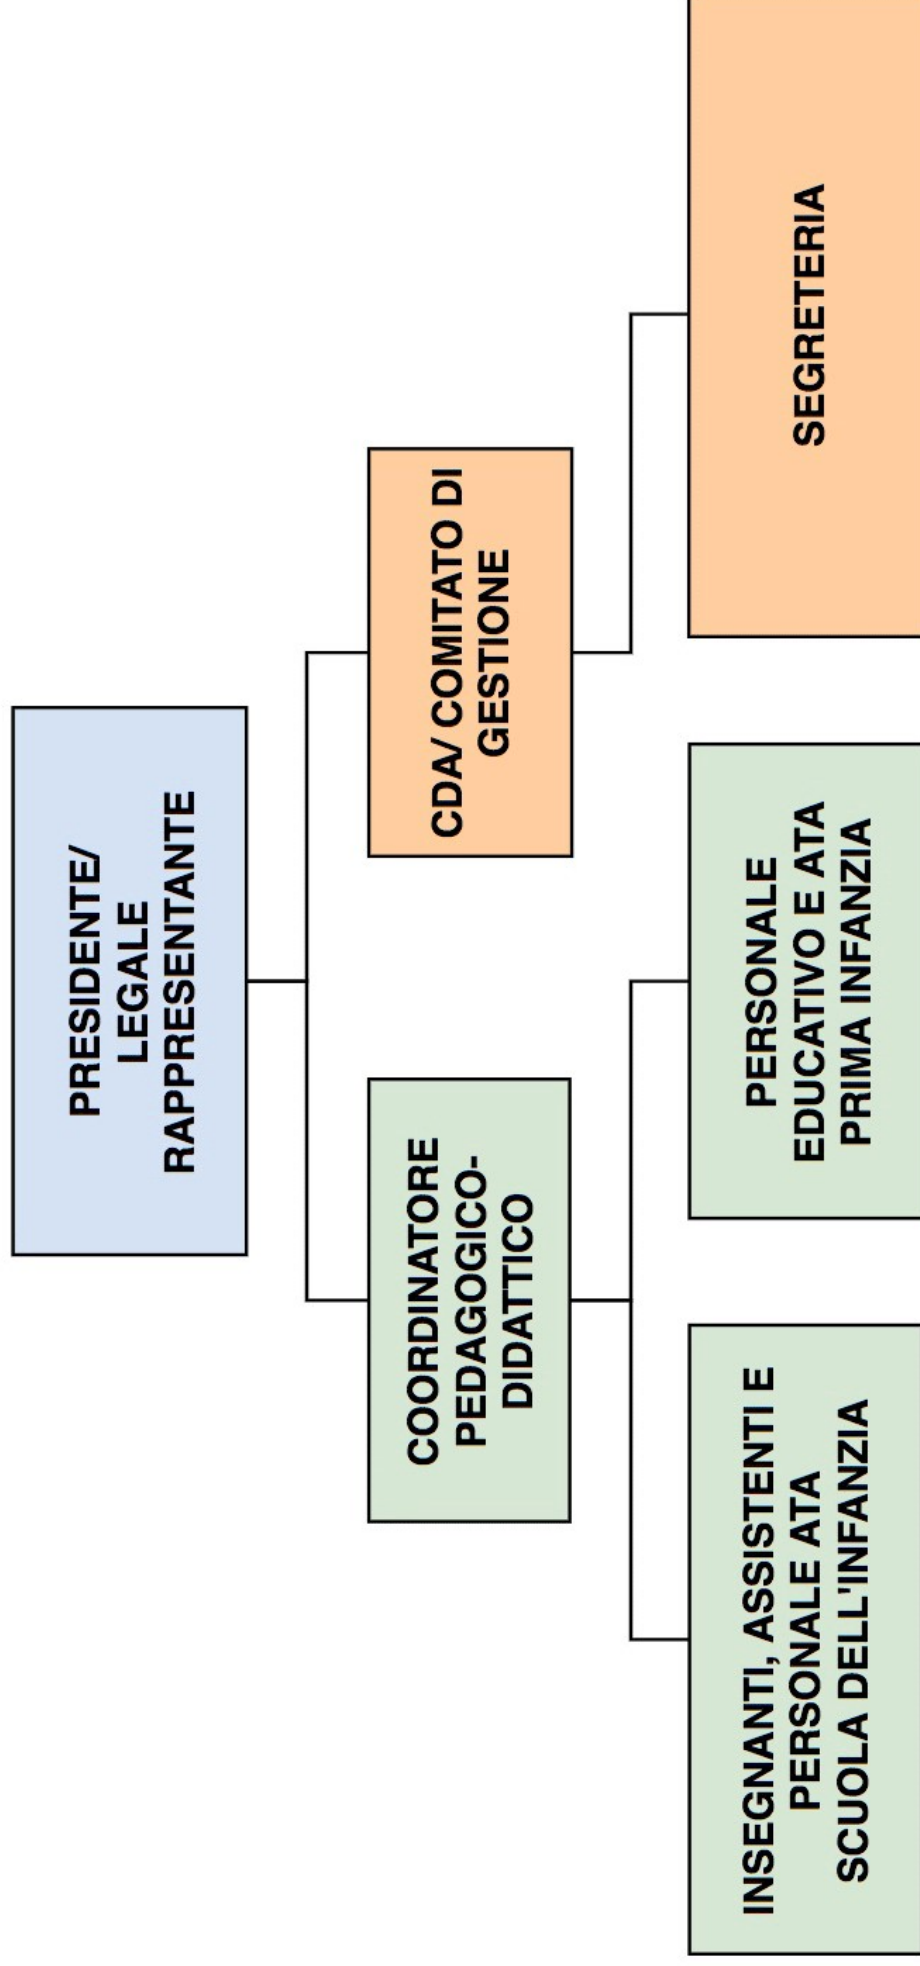 PRESIDENTE/
LEGALE
RAPPRESENTANTE
COORDINATORE
PEDAGOGICO-
DIDATTICO
CDA/ COMITATO DI
GESTIONE
INSEGNANTI, ASSISTENTI E
PERSONALE ATA
SCUOLA DELL'INFANZIA
PERSONALE
EDUCATIVO E ATA
PRIMA INFANZIA
SEGRETERIA